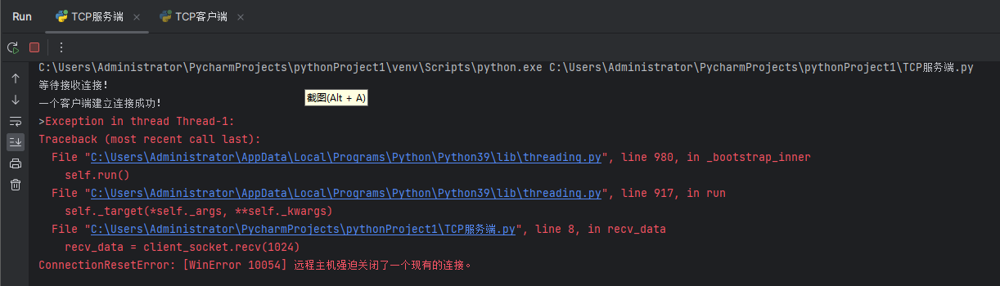 Run TCP服务端 × TCP客户端 ×
C:\Users\Administrator\PycharmProjects\pythonProject1\venv\Scripts\python.exe C:\Users\Administrator\PycharmProjects\pythonProject1\TCP服务端.py
等待接收连接!
截图(Alt + A)
一个客户端建立连接成功!
>Exception in thread Thread-1:
Traceback (most recent call last):
File "C:\Users\Administrator\AppData\Local\Programs\Python\Python39\lib\threading.py", line 980, in _bootstrap_inner
self.run()
File "C:\Users\Administrator\AppData\Local\Programs\Python\Python39\lib\threading.py", line 917, in run
self._target(*self._args, **self._kwargs)
File "C:\Users\Administrator\PycharmProjects\pythonProject1\TCP服务端.py", line 8, in recv_data
recv_data = client_socket.recv(1024)
ConnectionResetError: [WinError 10054] 远程主机强迫关闭了一个现有的连接。